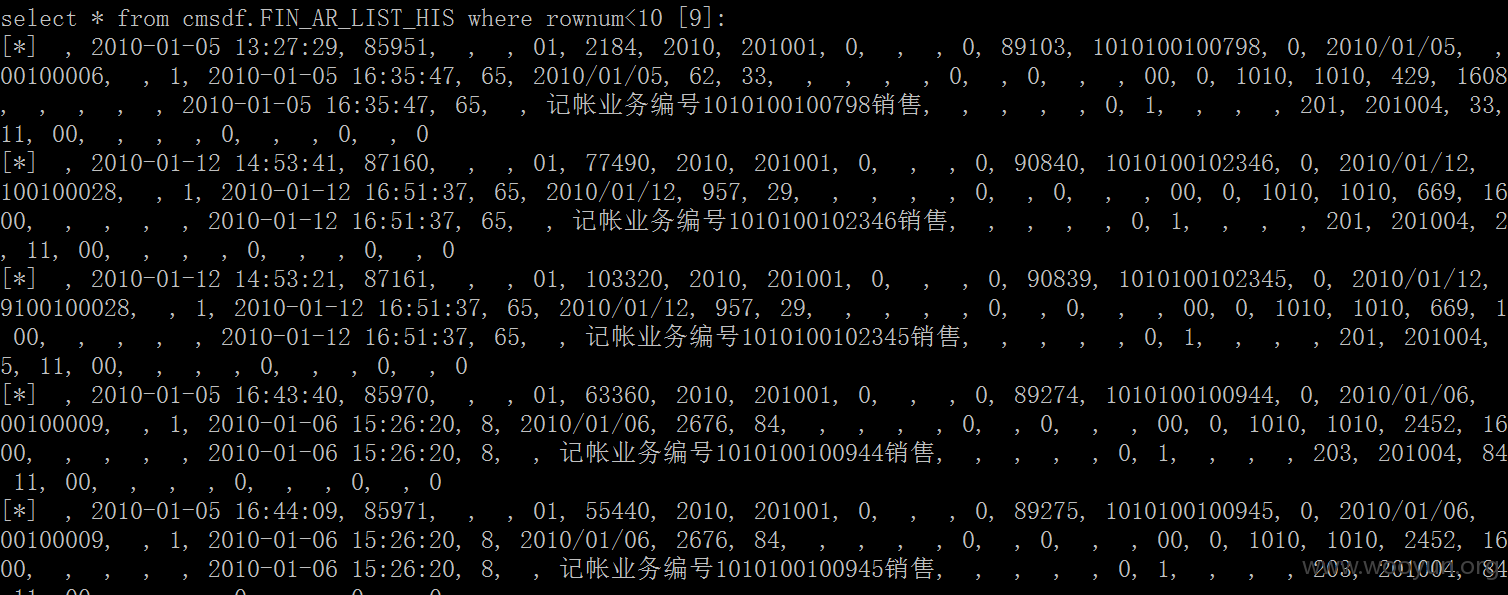 select * from cmsdf.FIN_AR_LIST_HIS where rownum<10 [9]:
[*]  , 2010-01-05 13:27:29, 85951,  ,  , 01, 2184, 2010, 201001, 0,  ,  , 0, 89103, 1010100100798, 0, 2010/01/05,  ,
00100006,  , 1, 2010-01-05 16:35:47, 65, 2010/01/05, 62, 33,  ,  ,  ,  , 0,  , 0,  ,  , 00, 0, 1010, 1010, 429, 1608
,  ,  ,  ,  , 2010-01-05 16:35:47, 65,  , 记帐业务编号1010100100798销售,  ,  ,  ,  , 0, 1,  ,  ,  , 201, 201004, 33,
11, 00,  ,  ,  , 0,  ,  , 0,  , 0
[*]  , 2010-01-12 14:53:41, 87160,  ,  , 01, 77490, 2010, 201001, 0,  ,  , 0, 90840, 1010100102346, 0, 2010/01/12,
100100028,  , 1, 2010-01-12 16:51:37, 65, 2010/01/12, 957, 29,  ,  ,  ,  , 0,  , 0,  ,  , 00, 0, 1010, 1010, 669, 16
00,  ,  ,  ,  , 2010-01-12 16:51:37, 65,  , 记帐业务编号1010100102346销售,  ,  ,  ,  , 0, 1,  ,  ,  , 201, 201004, 2
, 11, 00,  ,  ,  , 0,  ,  , 0,  , 0
[*]  , 2010-01-12 14:53:21, 87161,  ,  , 01, 103320, 2010, 201001, 0,  ,  , 0, 90839, 1010100102345, 0, 2010/01/12,
9100100028,  , 1, 2010-01-12 16:51:37, 65, 2010/01/12, 957, 29,  ,  ,  ,  , 0,  , 0,  ,  , 00, 0, 1010, 1010, 669, 1
00,  ,  ,  ,  , 2010-01-12 16:51:37, 65,  , 记帐业务编号1010100102345销售,  ,  ,  ,  , 0, 1,  ,  ,  , 201, 201004,
5, 11, 00,  ,  ,  , 0,  ,  , 0,  , 0
[*]  , 2010-01-05 16:43:40, 85970,  ,  , 01, 63360, 2010, 201001, 0,  ,  , 0, 89274, 1010100100944, 0, 2010/01/06,
00100009,  , 1, 2010-01-06 15:26:20, 8, 2010/01/06, 2676, 84,  ,  ,  ,  , 0,  , 0,  ,  , 00, 0, 1010, 1010, 2452, 16
00,  ,  ,  ,  , 2010-01-06 15:26:20, 8,  , 记帐业务编号1010100100944销售,  ,  ,  ,  , 0, 1,  ,  ,  , 203, 201004, 84
11, 00,  ,  ,  , 0,  ,  , 0,  , 0
[*]  , 2010-01-05 16:44:09, 85971,  ,  , 01, 55440, 2010, 201001, 0,  ,  , 0, 89275, 1010100100945, 0, 2010/01/06,
00100009,  , 1, 2010-01-06 15:26:20, 8, 2010/01/06, 2676, 84,  ,  ,  ,  , 0,  , 0,  ,  , 00, 0, 1010, 1010, 2452, 16
00,  ,  ,  ,  , 2010-01-06 15:26:20, 8,  , 记帐业务编号1010100100945销售,  ,  ,  ,  , 0, 1,  ,  ,  , 203, 201004, 84
www.wooyun.org